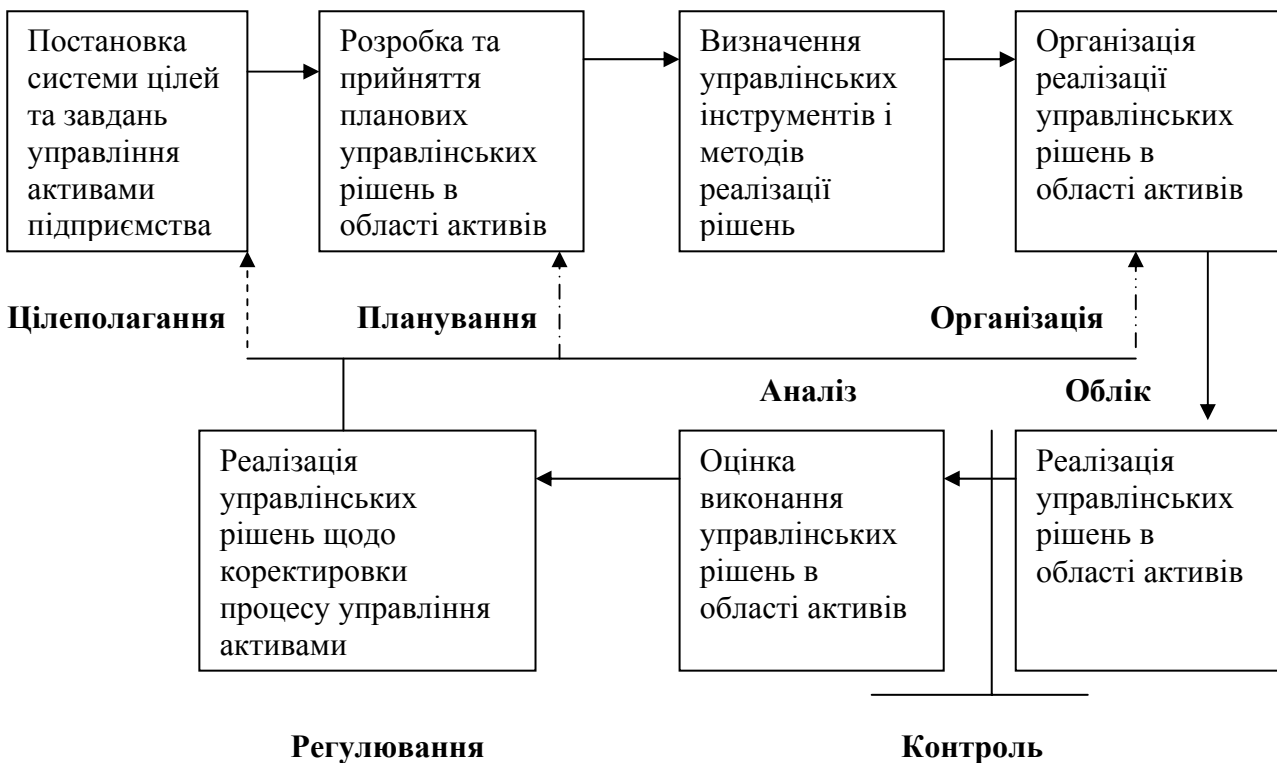 Постановка
системи цілей
та завдань
управління
активами
підприємства
Розробка та
прийняття
планових
управлінських
рішень в
області активів
Визначення
управлінських
інструментів і
методів
реалізації
рішень
Організація
реалізації
управлінських
рішень в
області активів
Цілеполагання
Планування
Організація
Аналіз
Облік
Реалізація
управлінських
рішень щодо
коректировки
процесу управління
активами
Оцінка
виконання
управлінських
рішень в
області активів
Реалізація
управлінських
рішень в
області активів
Регулювання
Контроль